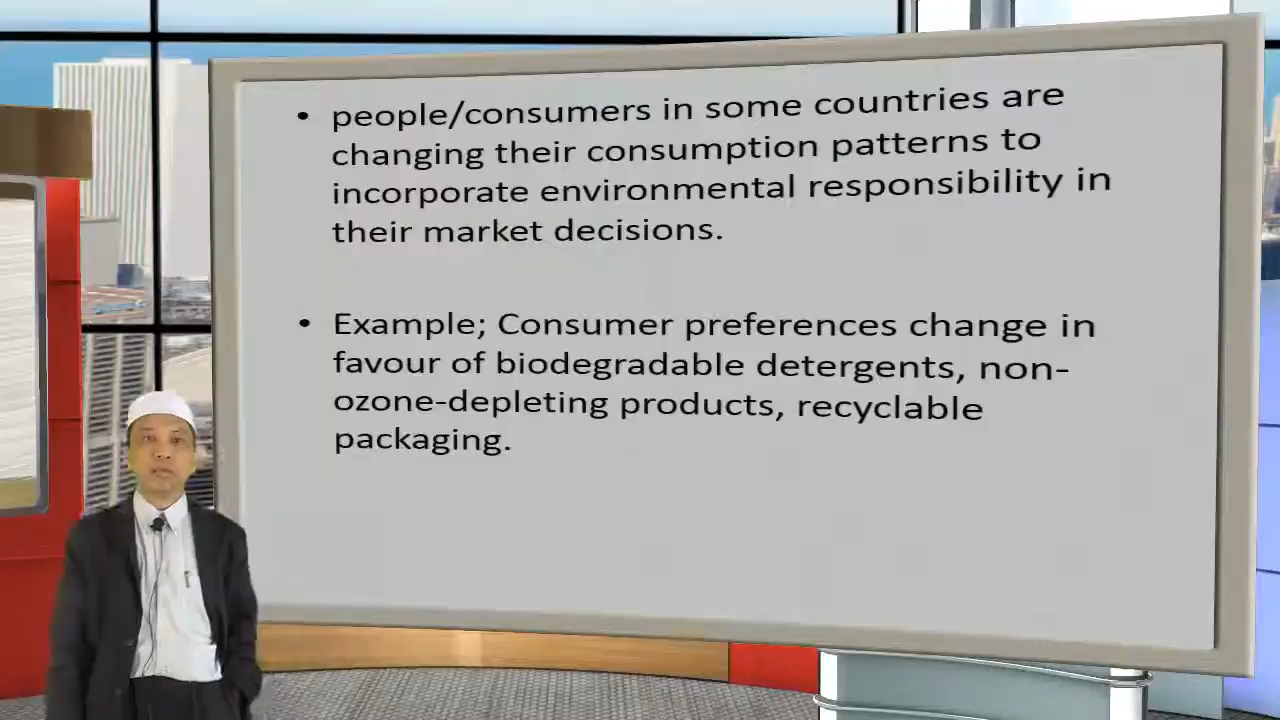 • people/consumers in some countries are
changing their consumption patterns to
incorporate environmental responsibility in
their market decisions.
• Example; Consumer preferences change in
favour of biodegradable detergents, non-
ozone-depleting products, recyclable
packaging.